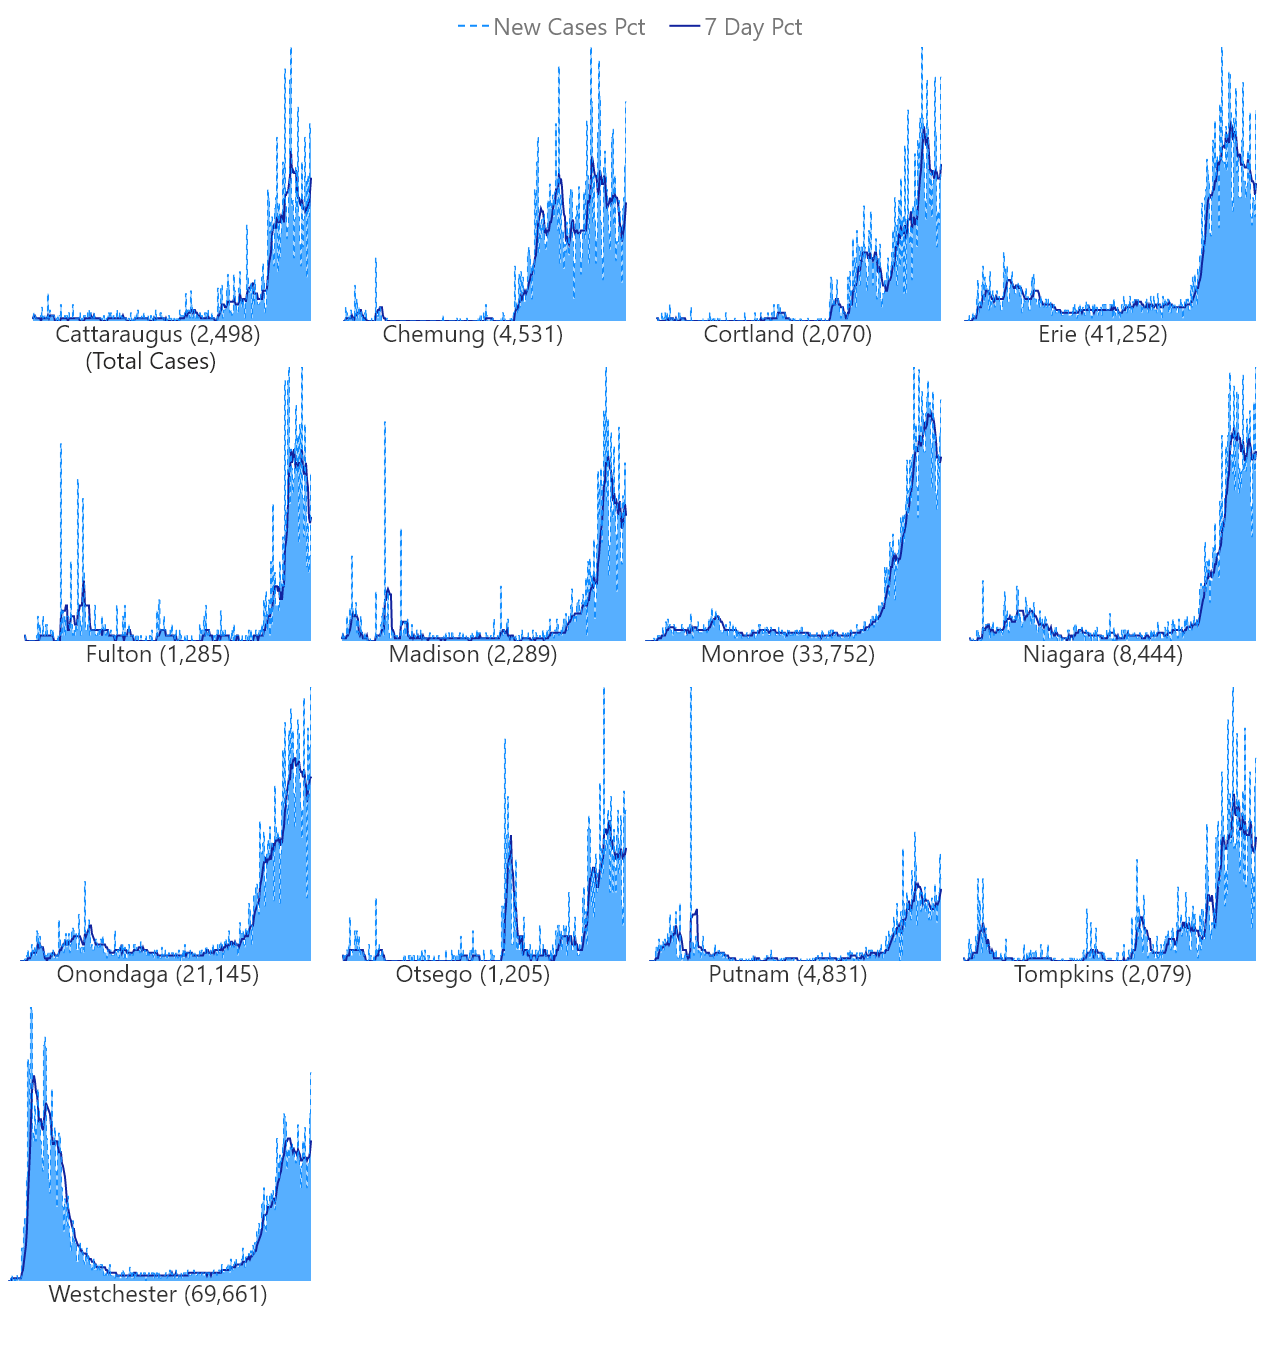 New Cases Pct 7 Day Pct
Cattaraugus (2,498) Chemung (4,531) Cortland (2,070) Erie (41,252)
(Total Cases)
Fulton (1,285) Madison (2,289) Monroe (33,752) Niagara (8,444)
Onondaga (21,145) Otsego (1,205) Putnam (4,831) Tompkins (2,079)
Westchester (69,661)